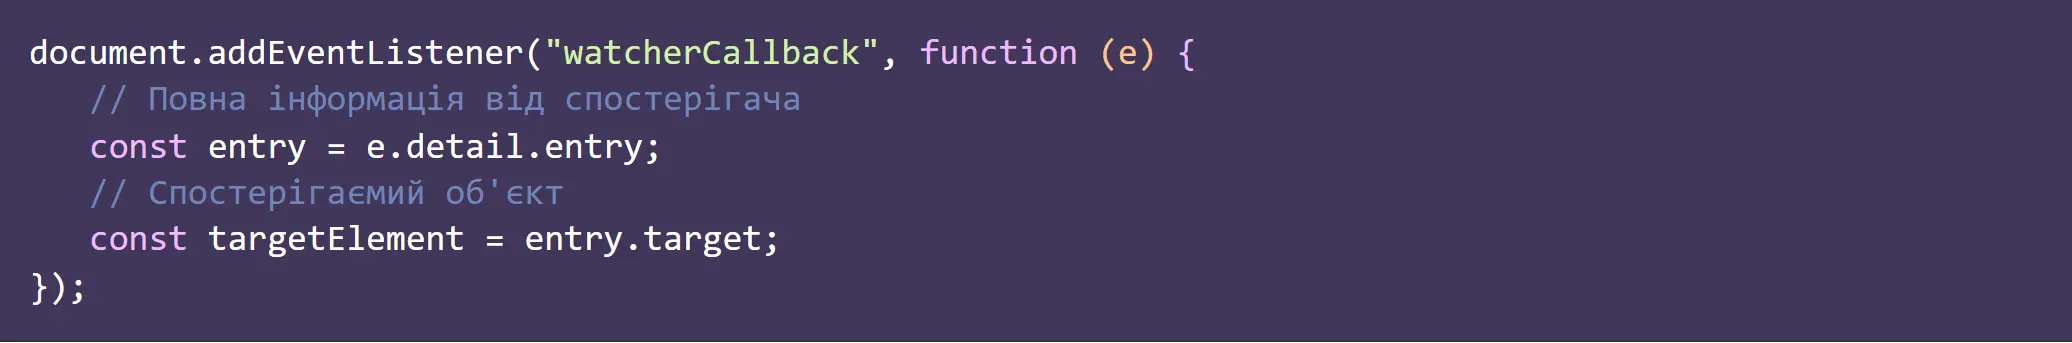 document.addEventListener("watcherCallback", function (e) {
// Повна інформація від спостерігача
const entry = e.detail.entry;
// Спостерігаємий об'єкт
const targetElement = entry.target;
});